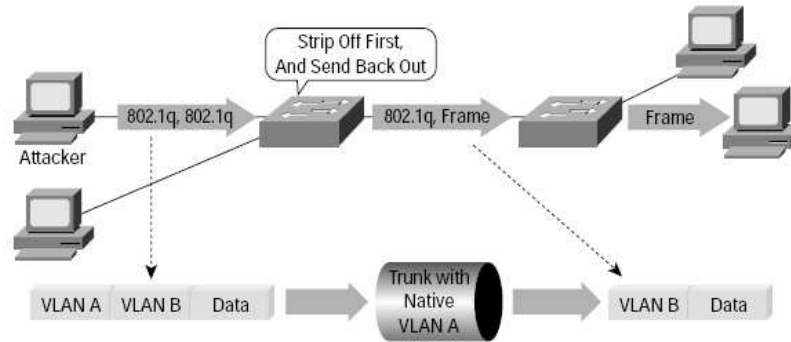 Strip Off First,
And Send Back Out
802.1q, 802.1q
802.1q, Frame
Frame
Attacker
VLAN A
VLAN B
Data
Trunk with
Native
VLAN A
VLAN B
Data